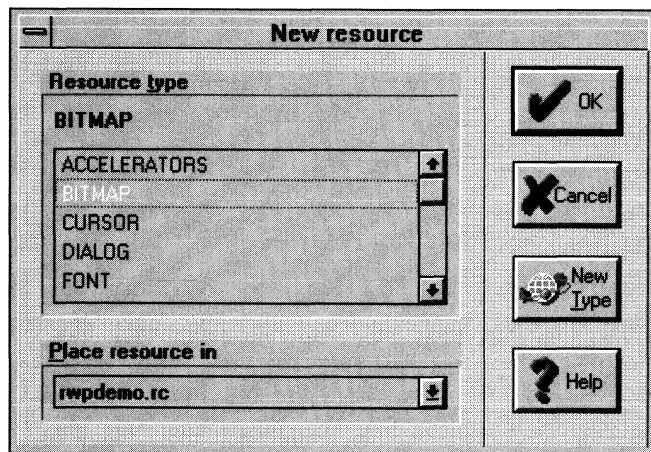 New resource
Resource type
BITMAP
ACCELERATORS
BITMAP
CURSOR
DIALOG
FONT
Place resource in
rwpdemo.rc
OK
Cancel
New
Type
Help